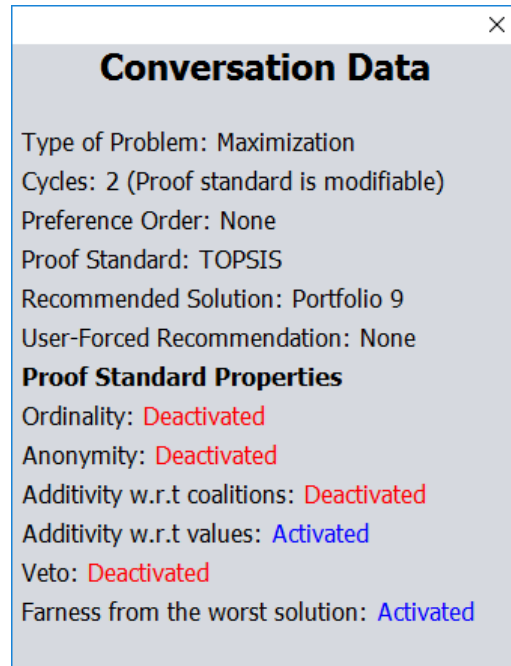 Conversation Data
Type of Problem: Maximization
Cycles: 2 (Proof standard is modifiable)
Preference Order: None
Proof Standard: TOPSIS
Recommended Solution: Portfolio 9
User-Forced Recommendation: None
Proof Standard Properties
Ordinality: Deactivated
Anonymity: Deactivated
Additivity w.r.t coalitions: Deactivated
Additivity w.r.t values: Activated
Veto: Deactivated
Farness from the worst solution: Activated